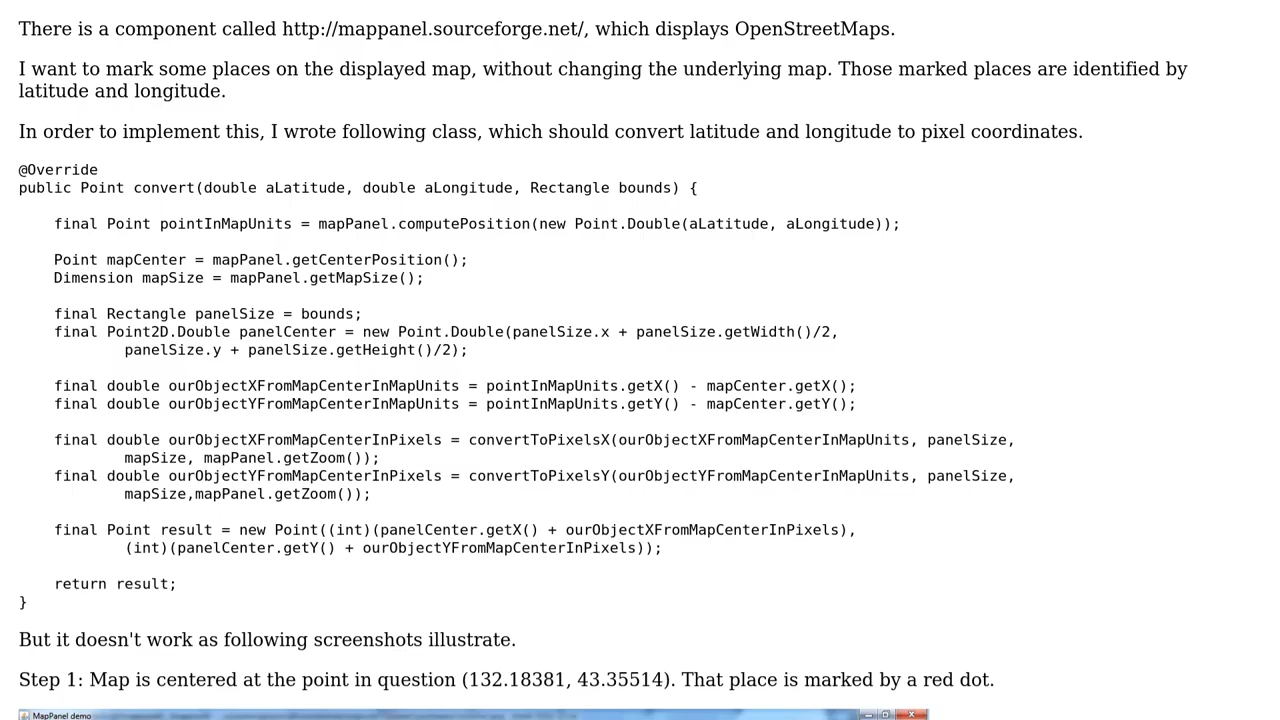 There is a component called http://mappanel.sourceforge.net/, which displays OpenStreetMaps.
I want to mark some places on the displayed map, without changing the underlying map. Those marked places are identified by
latitude and longitude.
In order to implement this, I wrote following class, which should convert latitude and longitude to pixel coordinates.
@Override
public Point convert(double aLatitude, double aLongitude, Rectangle bounds) {
    final Point pointInMapUnits = mapPanel.computePosition(new Point.Double(aLatitude, aLongitude));
    Point mapCenter = mapPanel.getCenterPosition();
    Dimension mapSize = mapPanel.getMapSize();
    final Rectangle panelSize = bounds;
    final Point2D.Double panelCenter = new Point.Double(panelSize.x + panelSize.getWidth()/2,
            panelSize.y + panelSize.getHeight()/2);
    final double ourObjectXFromMapCenterInMapUnits = pointInMapUnits.getX() - mapCenter.getX();
    final double ourObjectYFromMapCenterInMapUnits = pointInMapUnits.getY() - mapCenter.getY();
    final double ourObjectXFromMapCenterInPixels = convertToPixelsX(ourObjectXFromMapCenterInMapUnits, panelSize,
            mapSize, mapPanel.getZoom());
    final double ourObjectYFromMapCenterInPixels = convertToPixelsY(ourObjectYFromMapCenterInMapUnits, panelSize,
            mapSize,mapPanel.getZoom());
    final Point result = new Point((int)(panelCenter.getX() + ourObjectXFromMapCenterInPixels),
            (int)(panelCenter.getY() + ourObjectYFromMapCenterInPixels));
    return result;
}
But it doesn't work as following screenshots illustrate.
Step 1: Map is centered at the point in question (132.18381, 43.35514). That place is marked by a red dot.
MapPanel demo